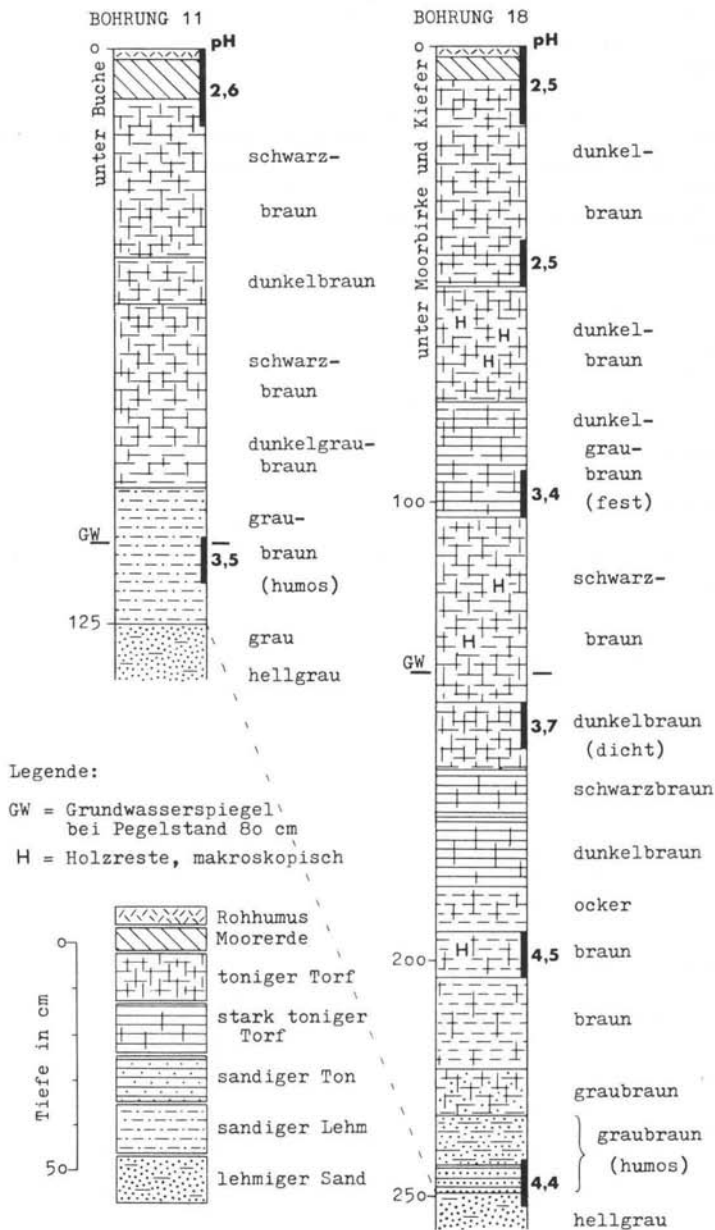 BOHRUNG 11
0
pH
unter Buche
2,6
schwarz-
braun
dunkelbraun
schwarz-
braun
dunkelgrau-
braun
grau-
GW
braun
3,5
(humos)
125
grau
hellgrau
BOHRUNG 18
0
pH
unter Moorbirke und Kiefer
2,5
dunkel-
braun
2,5
H
H
H
dunkel-
braun
dunkel-
grau-
braun
3,4
100
(fest)
H
schwarz-
H
braun
GW
3,7
dunkelbraun
(dicht)
schwarzbraun
dunkelbraun
ocker
H
4,5
braun
200
braun
graubraun
graubraun
(humos)
4,4
250
hellgrau
Legende:
GW = Grundwasserspiegel
bei Pegelstand 80 cm
H = Holzreste, makroskopisch
Tiefe in cm
0
50
Rohhumus
Moorerde
toniger Torf
stark toniger
Torf
sandiger Ton
sandiger Lehm
lehmiger Sand